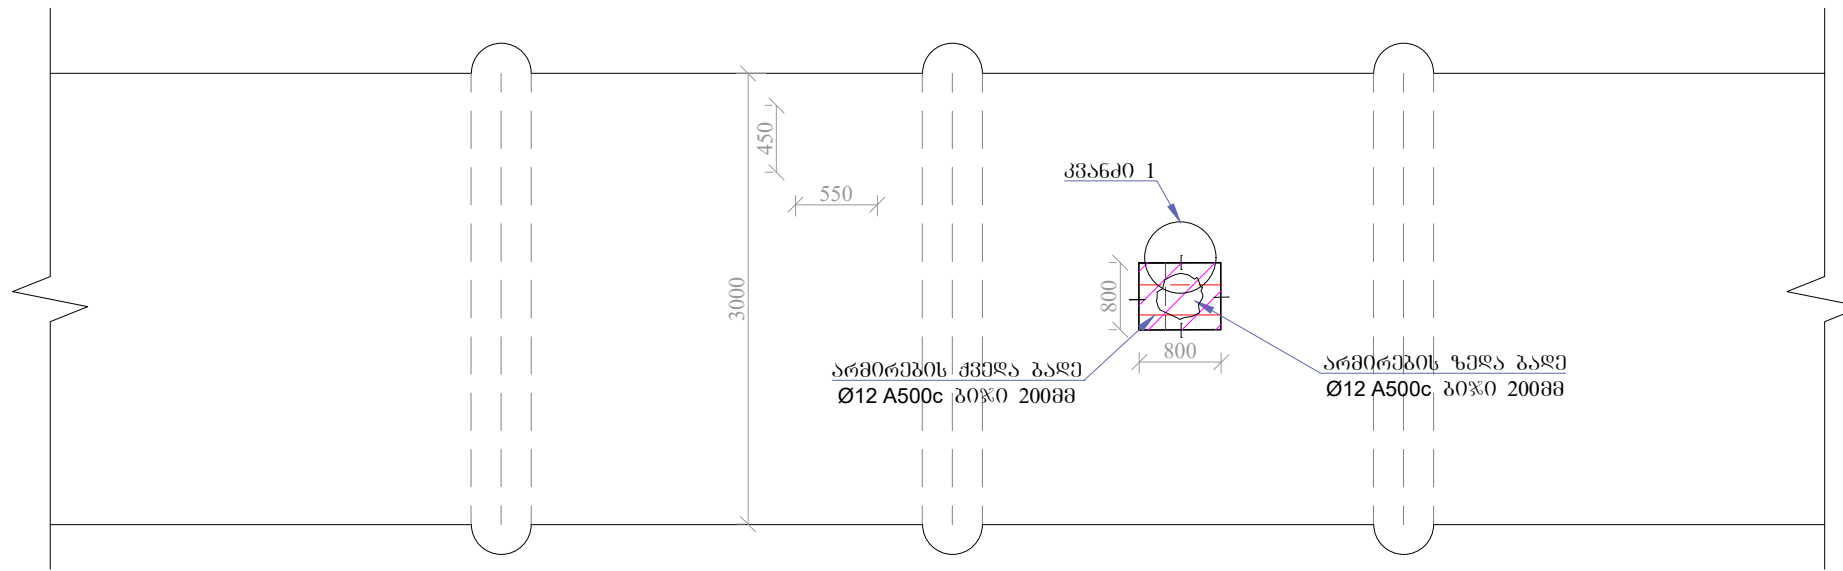 450
550
3000
კვანძი 1
800
800
არმირების ქვედა ბადე
Ø12 A500c ბიჯი 200მმ
არმირების ზედა ბადე
Ø12 A500c ბიჯი 200მმ